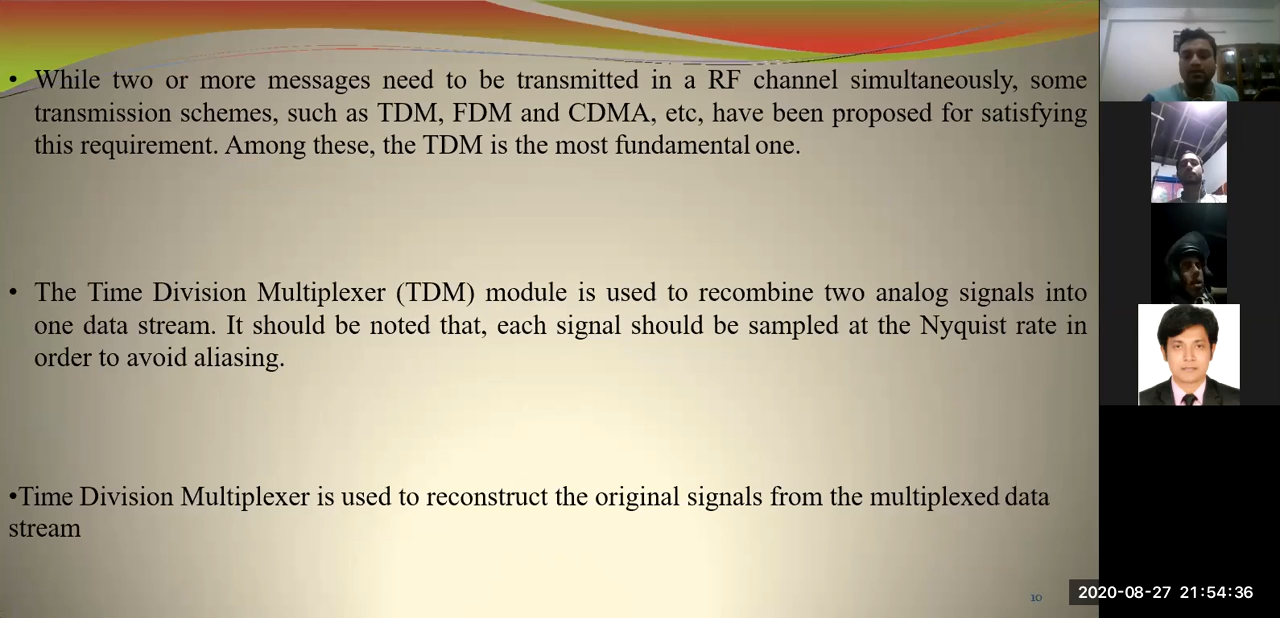 • While two or more messages need to be transmitted in a RF channel simultaneously, some
transmission schemes, such as TDM, FDM and CDMA, etc, have been proposed for satisfying
this requirement. Among these, the TDM is the most fundamental one.
• The Time Division Multiplexer (TDM) module is used to recombine two analog signals into
one data stream. It should be noted that, each signal should be sampled at the Nyquist rate in
order to avoid aliasing.
•Time Division Multiplexer is used to reconstruct the original signals from the multiplexed data
stream
10
2020-08-27 21:54:36